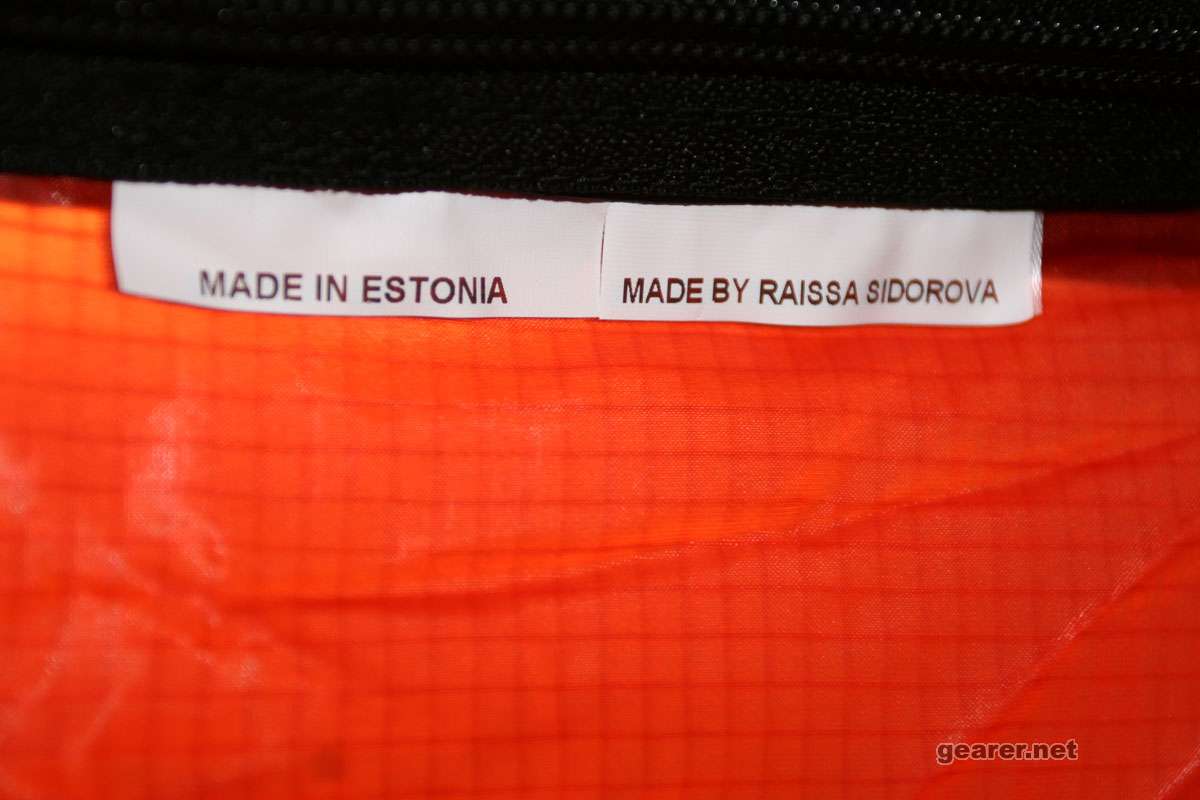 MADE IN ESTONIA
MADE BY RAISSA SIDOROVA
gearer.net